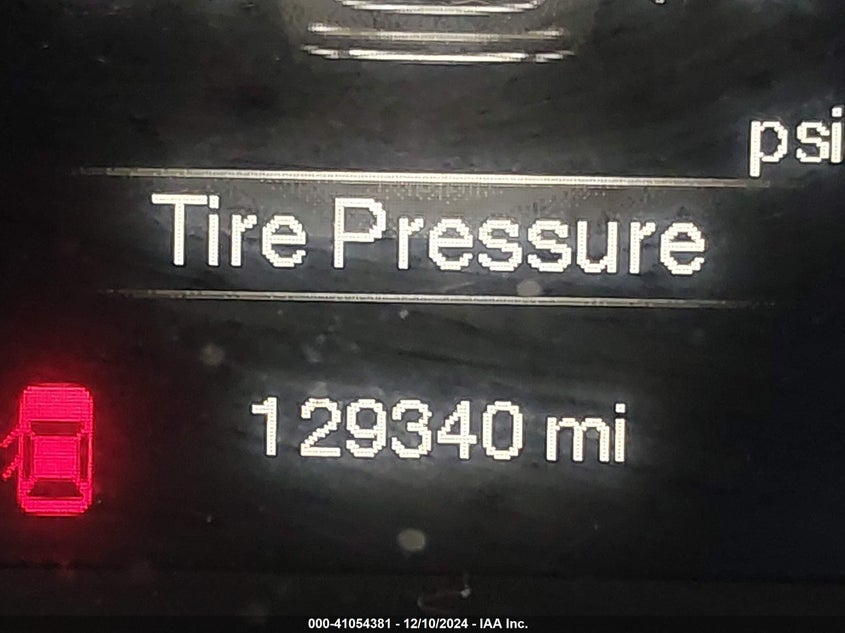 psi
Tire Pressure
129340 mi
000-41054381 - 12/10/2024 - IAA Inc.